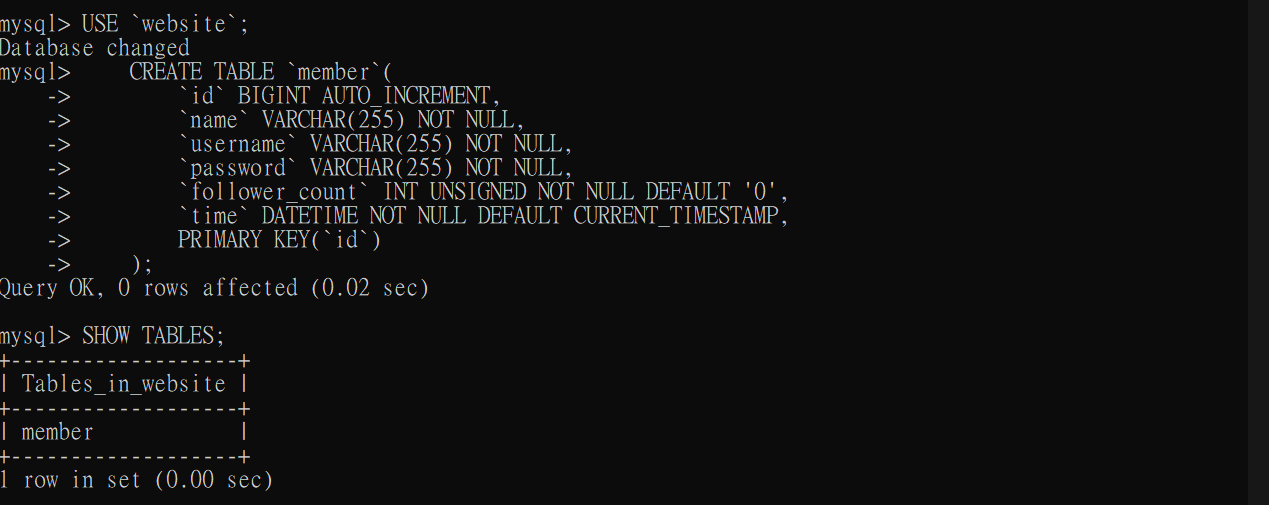 mysql> USE `website`;
Database changed
mysql>     CREATE TABLE `member`(
    ->         `id` BIGINT AUTO_INCREMENT,
    ->         `name` VARCHAR(255) NOT NULL,
    ->         `username` VARCHAR(255) NOT NULL,
    ->         `password` VARCHAR(255) NOT NULL,
    ->         `follower_count` INT UNSIGNED NOT NULL DEFAULT '0',
    ->         `time` DATETIME NOT NULL DEFAULT CURRENT_TIMESTAMP,
    ->         PRIMARY KEY(`id`)
    ->     );
Query OK, 0 rows affected (0.02 sec)

mysql> SHOW TABLES;
+-------------------+
| Tables_in_website |
+-------------------+
| member            |
+-------------------+
1 row in set (0.00 sec)